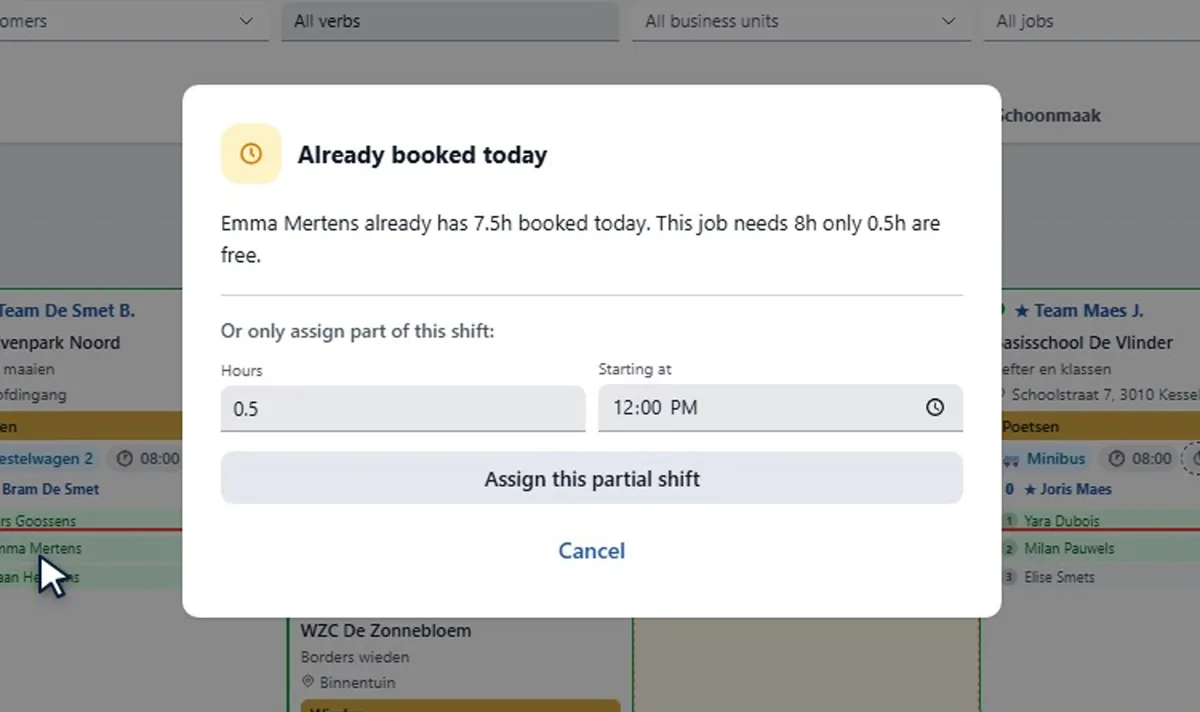 omers
All verbs
All business units
All jobs
Schoonmaak
Already booked today
Emma Mertens already has 7.5h booked today. This job needs 8h only 0.5h are
free.
Or only assign part of this shift:
Hours
Starting at
0.5
12:00 PM
Assign this partial shift
Cancel
Team De Smet B.
venpark Noord
maaien
ofdingang
en
estelwagen 2
08:00
Bram De Smet
rs Goossens
mma Mertens
WZC De Zonnebloem
Borders wieden
Binnentuin
★ Team Maes J.
asisschool De Vlinder
efter en klassen
Schoolstraat 7, 3010 Kessel
Poetsen
Minibus
08:00
0 ★ Joris Maes
1 Yara Dubois
2 Milan Pauwels
3 Elise Smets